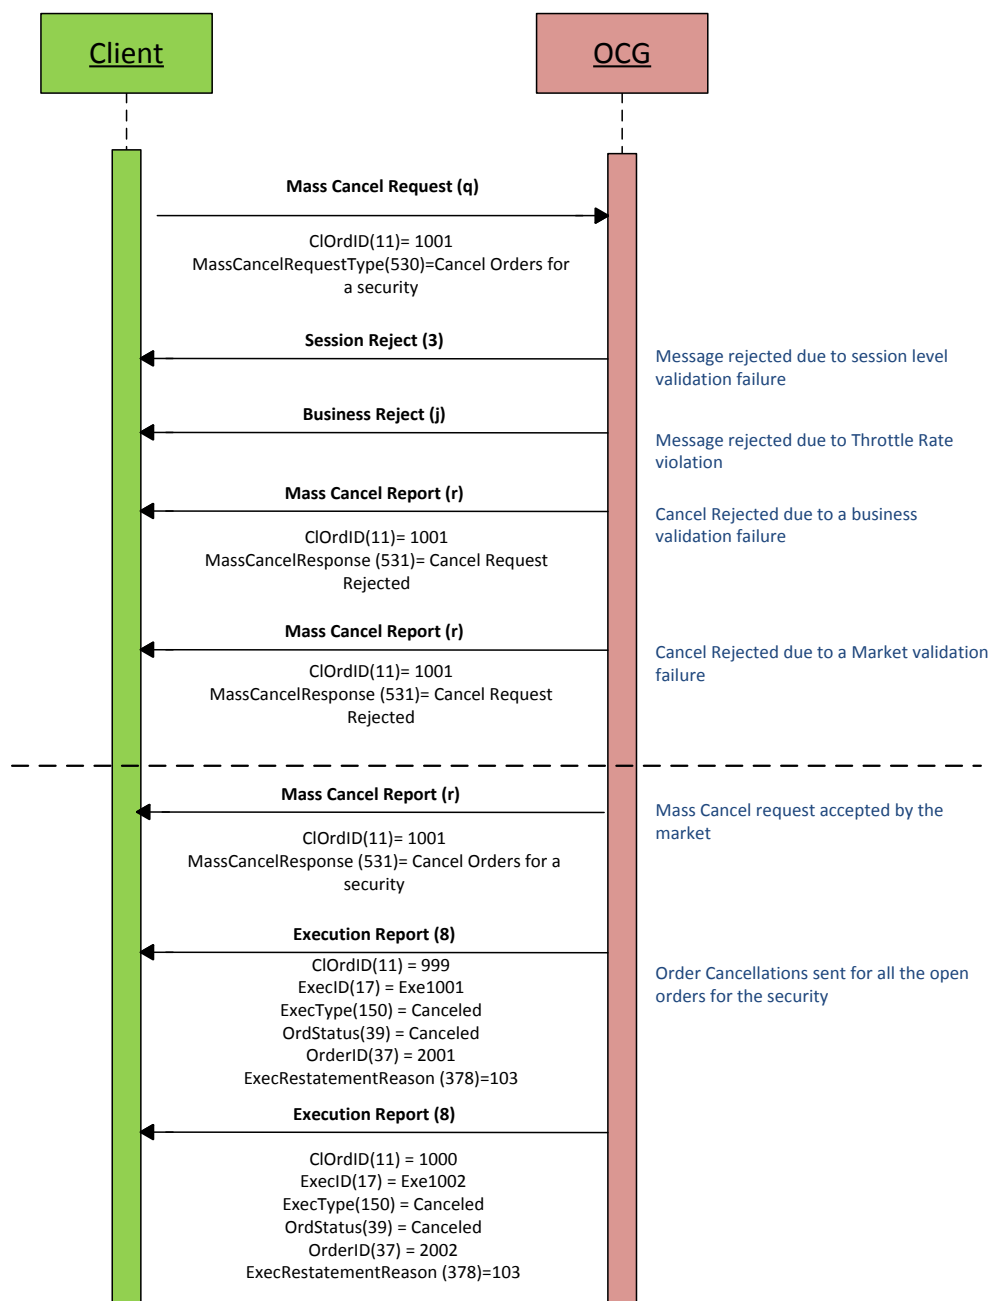 Client
OCG
Mass Cancel Request (q)
ClOrdID(11)= 1001
MassCancelRequestType(530)=Cancel Orders for
a security
Session Reject (3)
Message rejected due to session level
validation failure
Business Reject (j)
Message rejected due to Throttle Rate
violation
Mass Cancel Report (r)
Cancel Rejected due to a business
validation failure
ClOrdID(11)= 1001
MassCancelResponse (531)= Cancel Request
Rejected
Mass Cancel Report (r)
Cancel Rejected due to a Market validation
failure
ClOrdID(11)= 1001
MassCancelResponse (531)= Cancel Request
Rejected
Mass Cancel Report (r)
Mass Cancel request accepted by the
market
ClOrdID(11)= 1001
MassCancelResponse (531)= Cancel Orders for a
security
Execution Report (8)
Order Cancellations sent for all the open
orders for the security
ClOrdID(11) = 999
ExecID(17) = Exe1001
ExecType(150) = Canceled
OrdStatus(39) = Canceled
OrderID(37) = 2001
ExecRestatementReason (378)=103
Execution Report (8)
ClOrdID(11) = 1000
ExecID(17) = Exe1002
ExecType(150) = Canceled
OrdStatus(39) = Canceled
OrderID(37) = 2002
ExecRestatementReason (378)=103